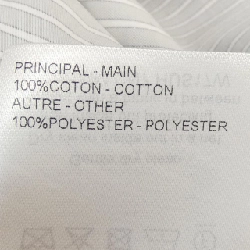 PRINCIPAL - MAIN
100%COTON - COTTON
AUTRE - OTHER
100%POLYESTER - POLYESTER